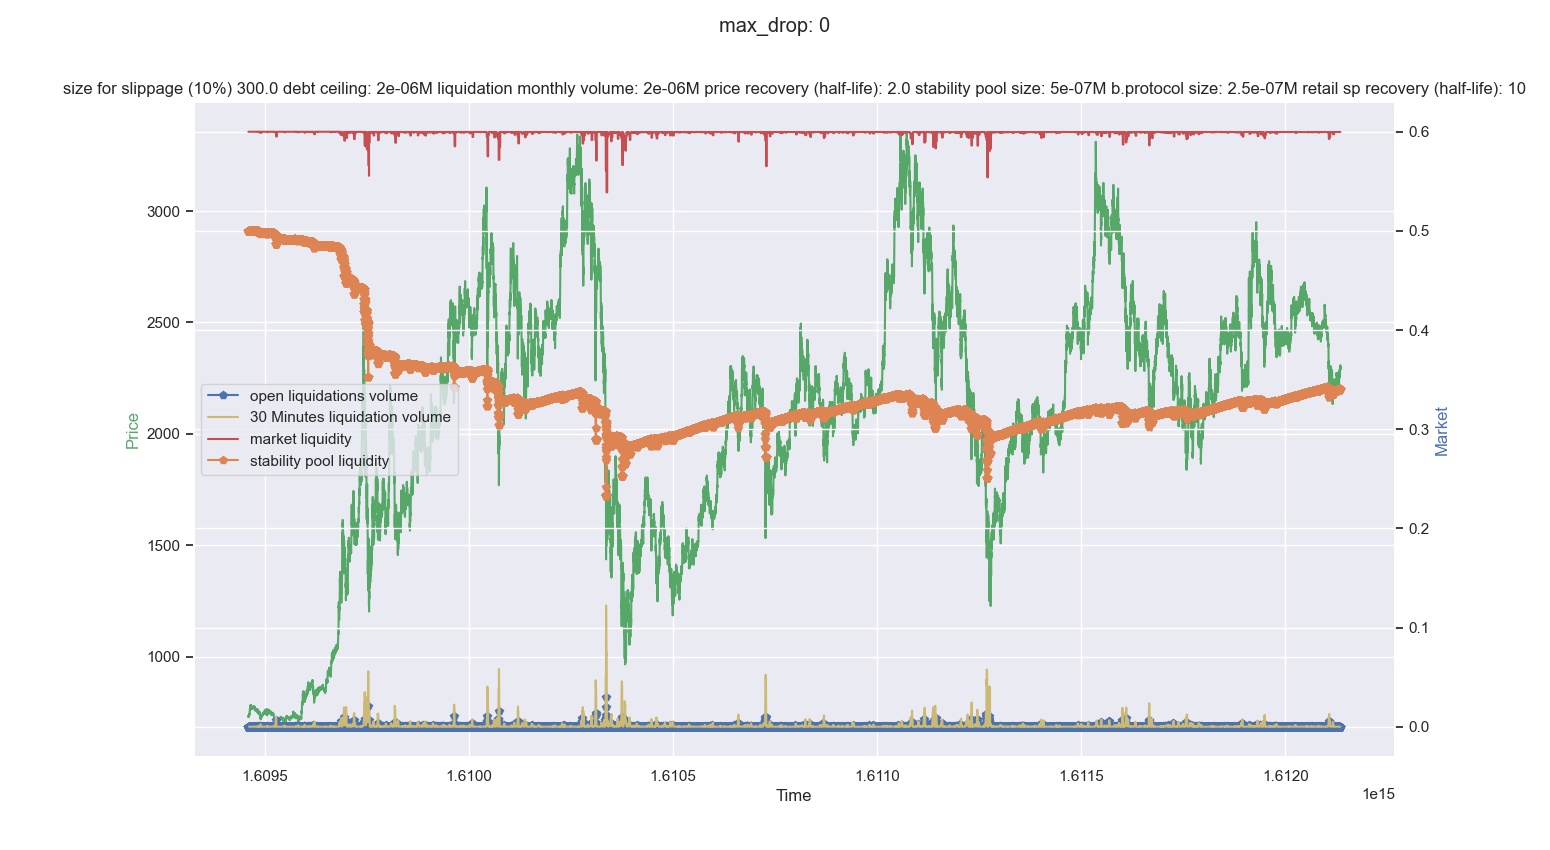 max_drop: 0
size for slippage (10%) 300.0 debt ceiling: 2e-06M liquidation monthly volume: 2e-06M price recovery (half-life): 2.0 stability pool size: 5e-07M b.protocol size: 2.5e-07M retail sp recovery (half-life): 10
3000
2500
2000
1500
1000
Price
open liquidations volume
30 Minutes liquidation volume
market liquidity
stability pool liquidity
0.6
0.5
0.4
0.3
0.2
0.1
0.0
Market
1.6095 1.6100 1.6105 1.6110 1.6115 1.6120
Time
1e15